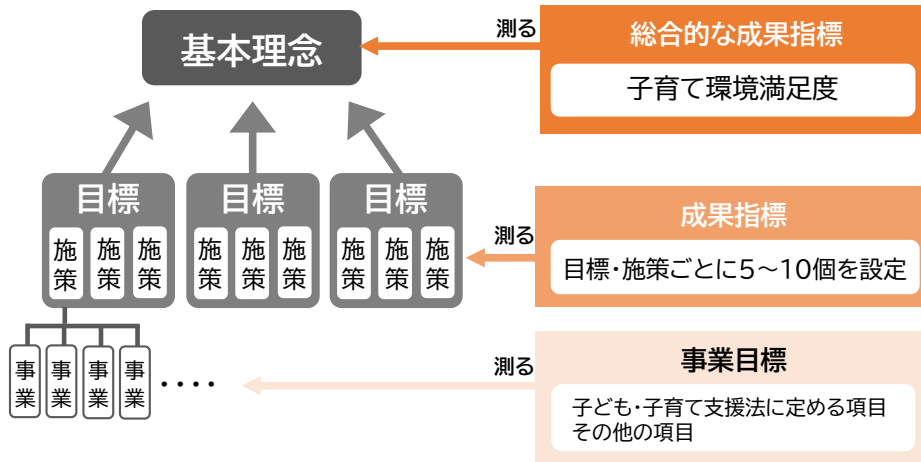 基本理念
測る
総合的な成果指標
子育て環境満足度
目標
施策
施策
施策
目標
施策
施策
施策
目標
施策
施策
施策
測る
成果指標
目標・施策ごとに5～10個を設定
事業
事業
事業
事業
・・・・
測る
事業目標
子ども・子育て支援法に定める項目
その他の項目